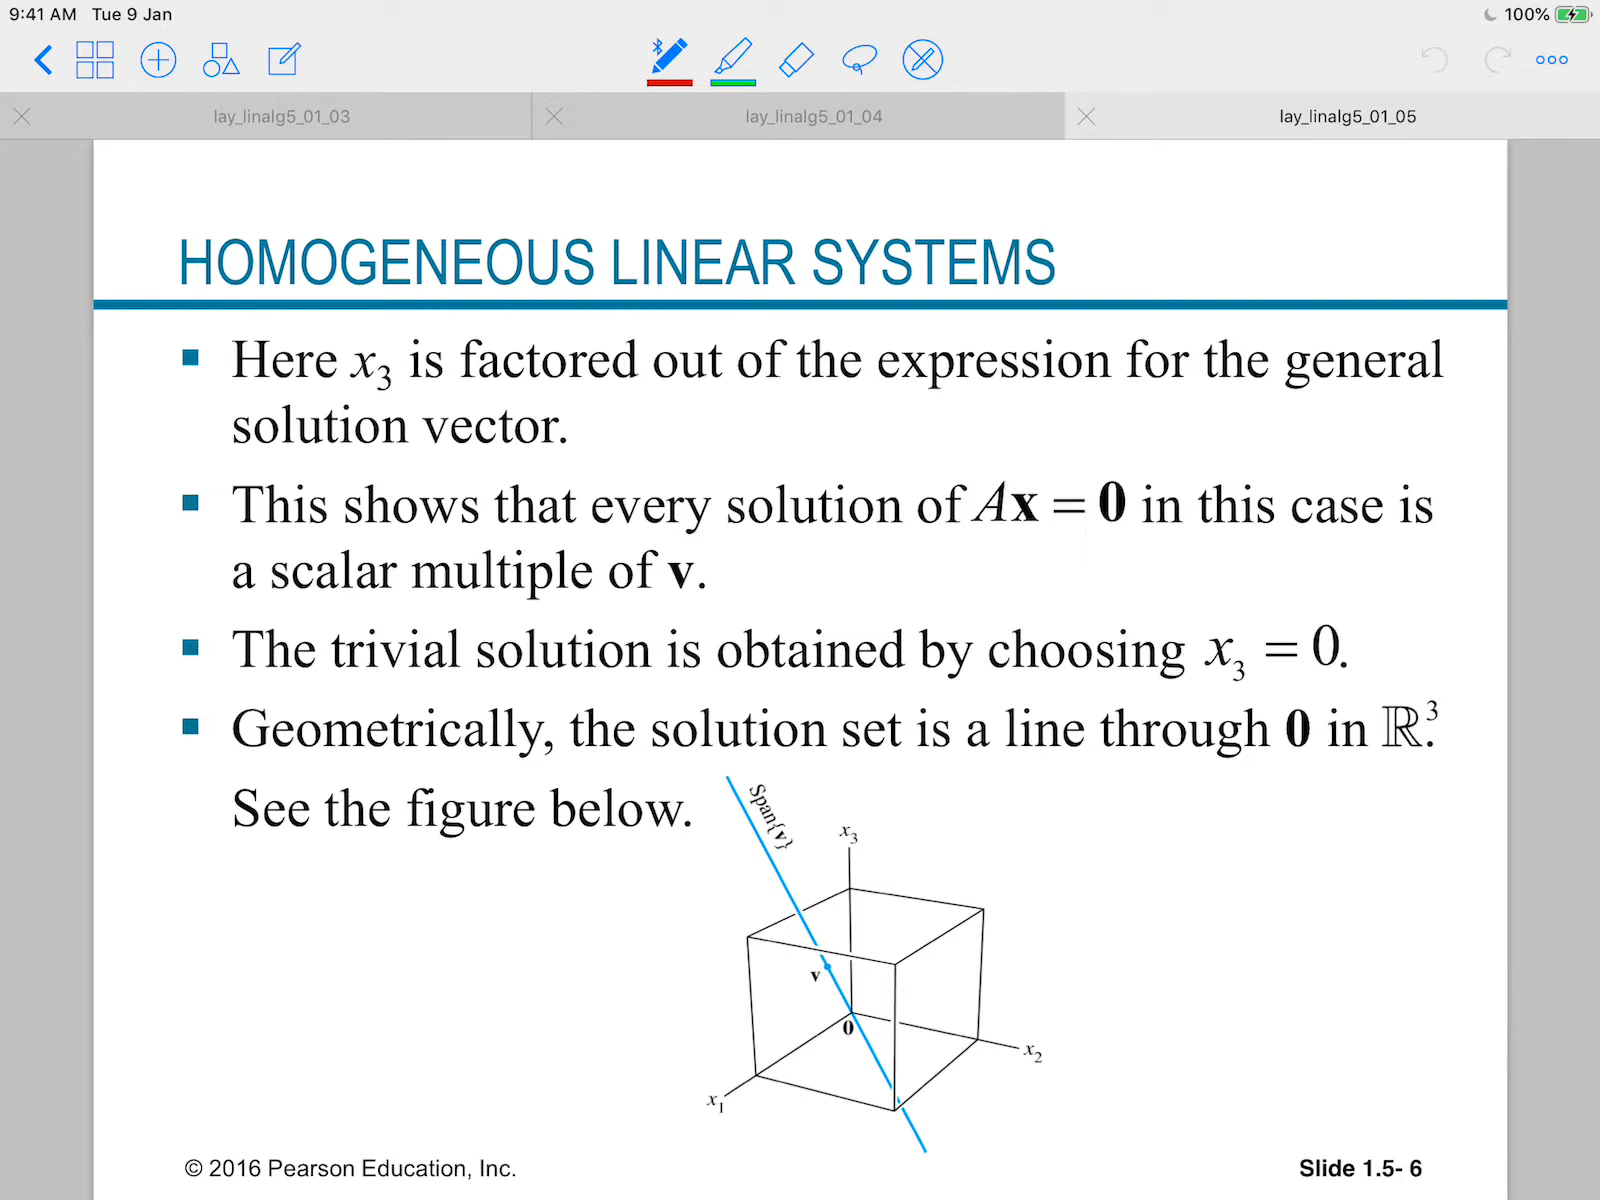 9:41 AM Tue 9 Jan 100%
lay_linalg5_01_03 lay_linalg5_01_04 lay_linalg5_01_05
HOMOGENEOUS LINEAR SYSTEMS
Here x₃ is factored out of the expression for the general
solution vector.
This shows that every solution of Ax = 0 in this case is
a scalar multiple of v.
The trivial solution is obtained by choosing x₃ = 0.
Geometrically, the solution set is a line through 0 in ℝ³.
See the figure below.
Span{v}
x₃
v
0
x₂
x₁
© 2016 Pearson Education, Inc. Slide 1.5- 6